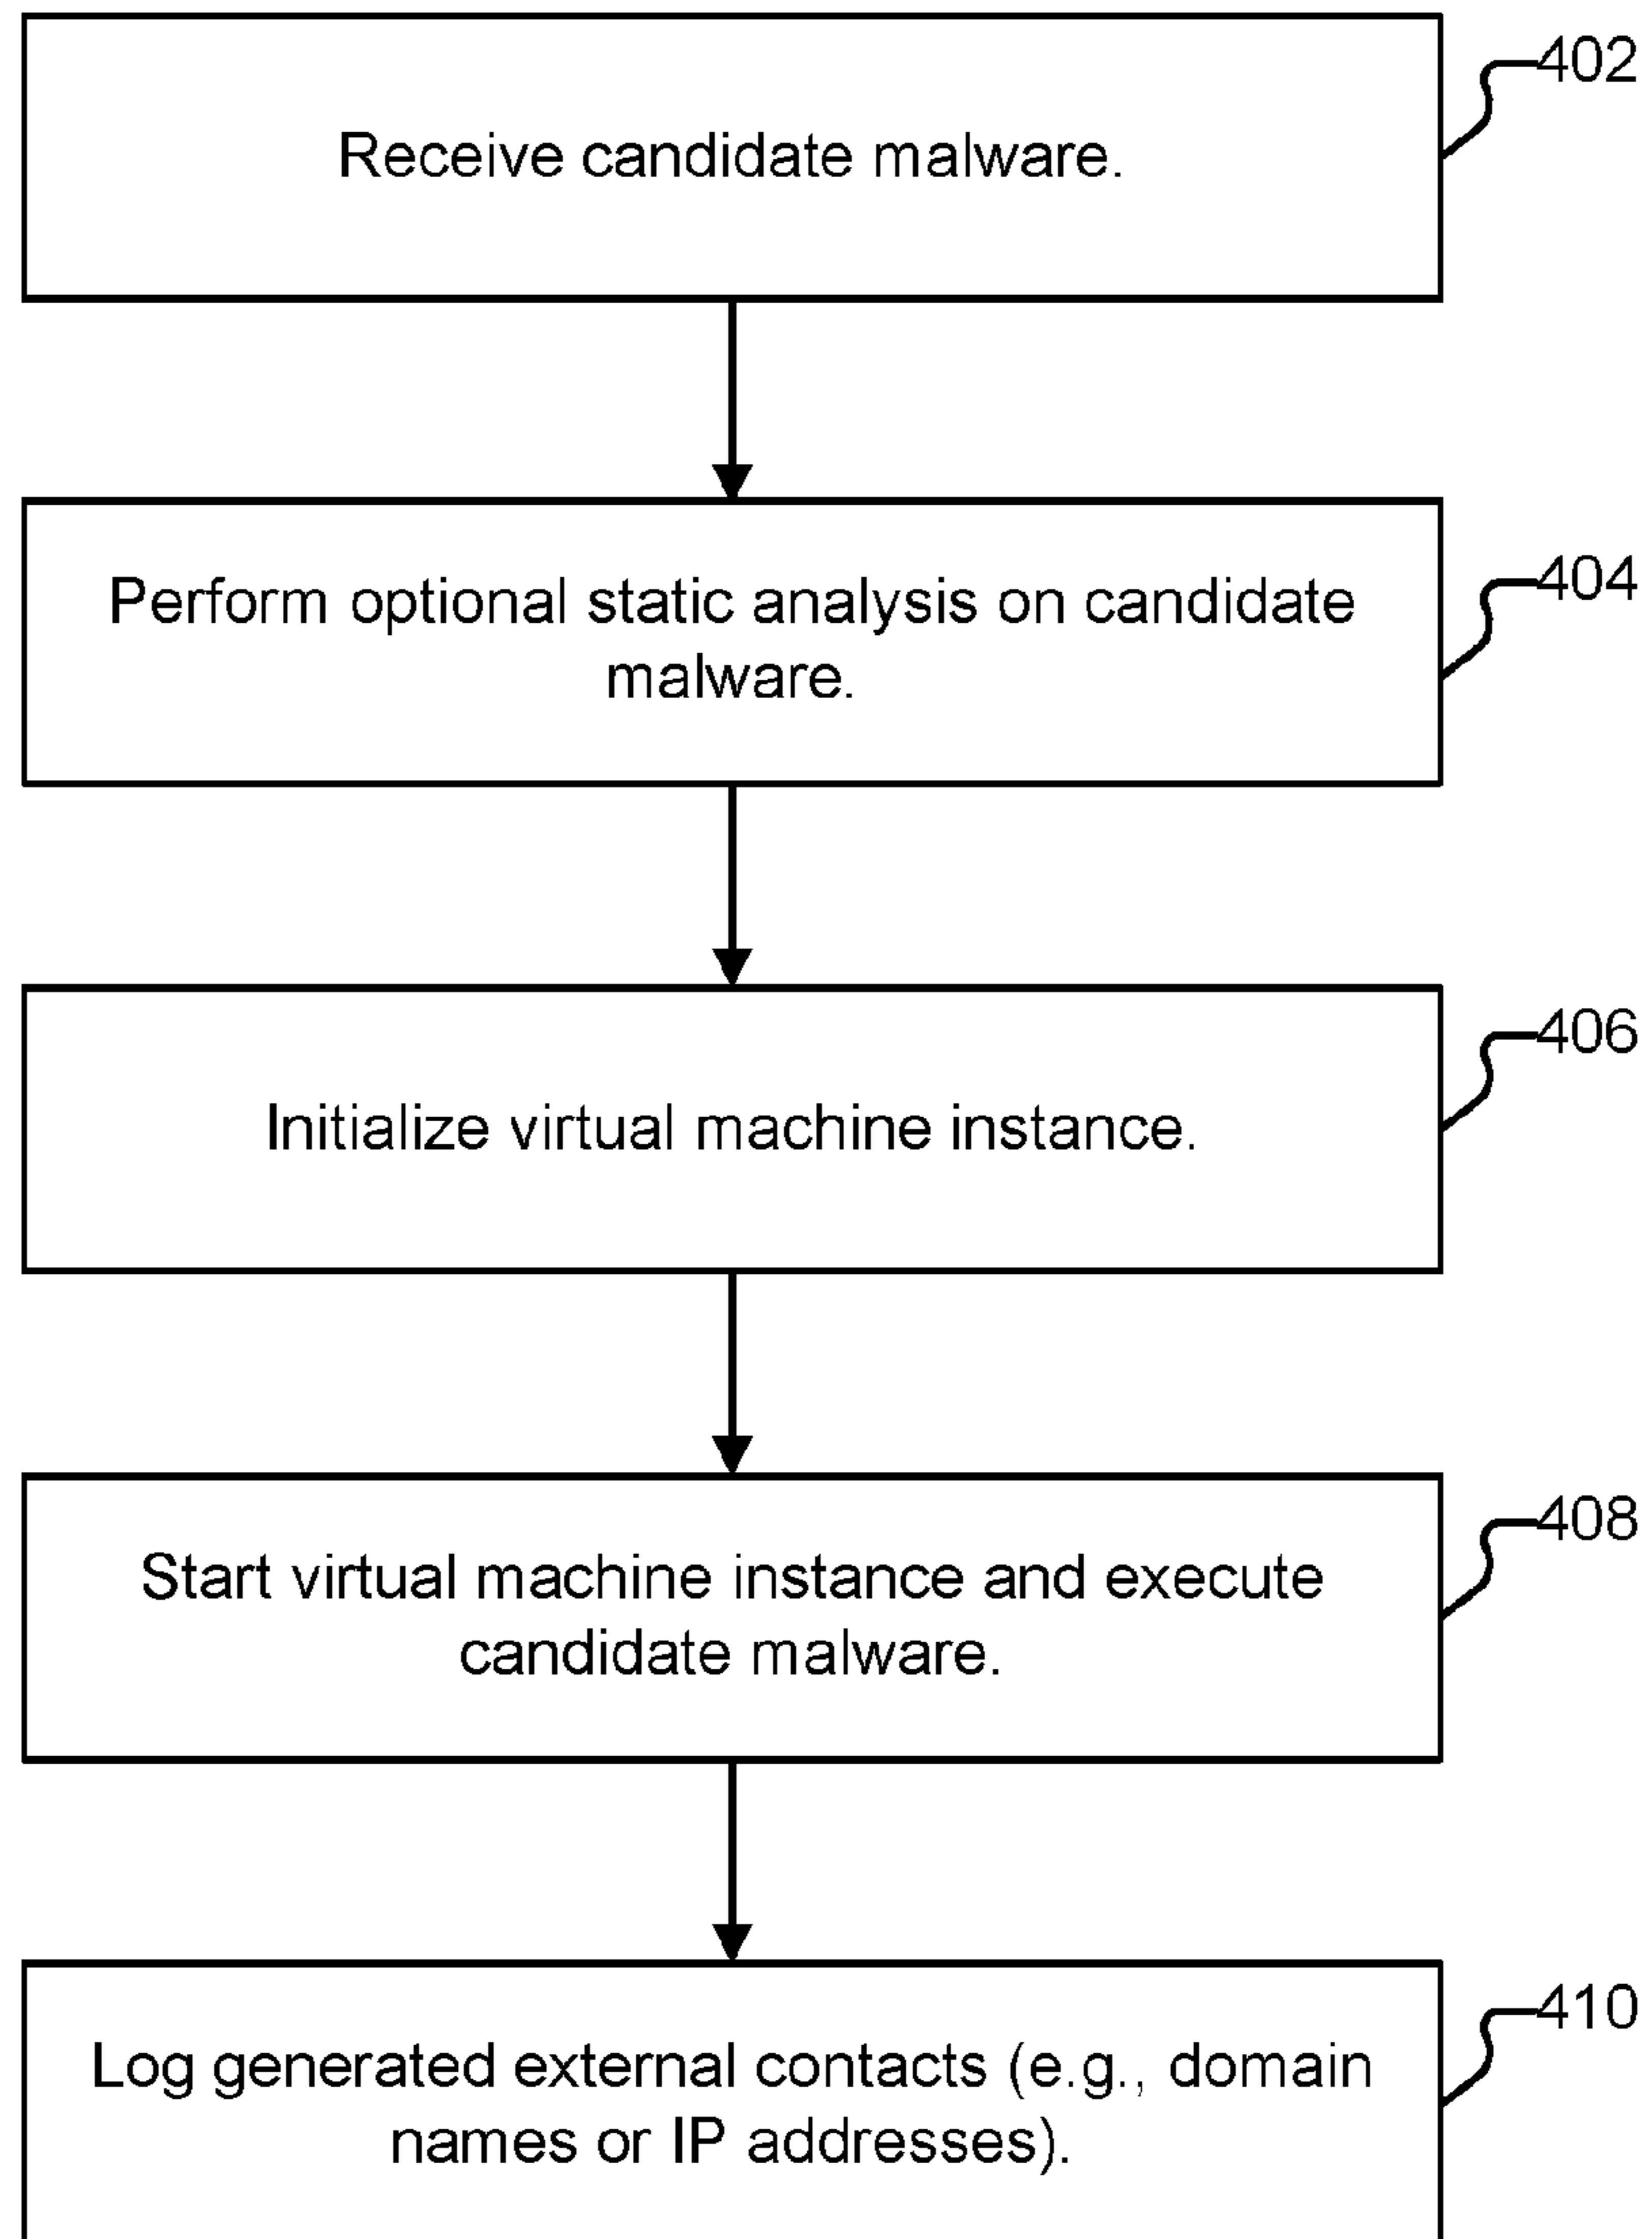 402
Receive candidate malware.
404
Perform optional static analysis on candidate
malware.
406
Initialize virtual machine instance.
408
Start virtual machine instance and execute
candidate malware.
410
Log generated external contacts (e.g., domain
names or IP addresses).